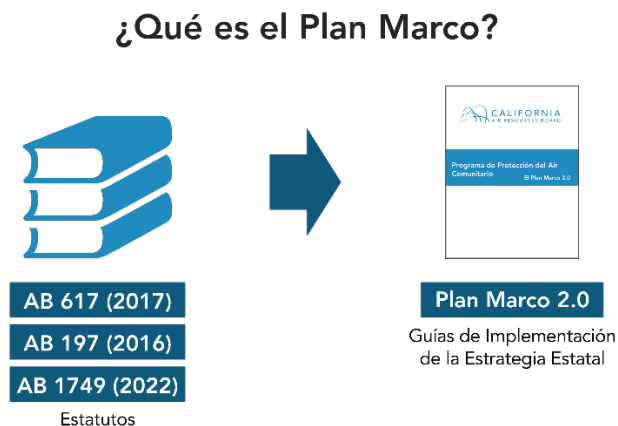 ¿Qué es el Plan Marco?
CALIFORNIA
AIR RESOURCES BOARD
Programa de Protección del Air
Comunitario
El Plan Marco 2.0
AB 617 (2017)
AB 197 (2016)
AB 1749 (2022)
Estatutos
Plan Marco 2.0
Guías de Implementación
de la Estrategia Estatal